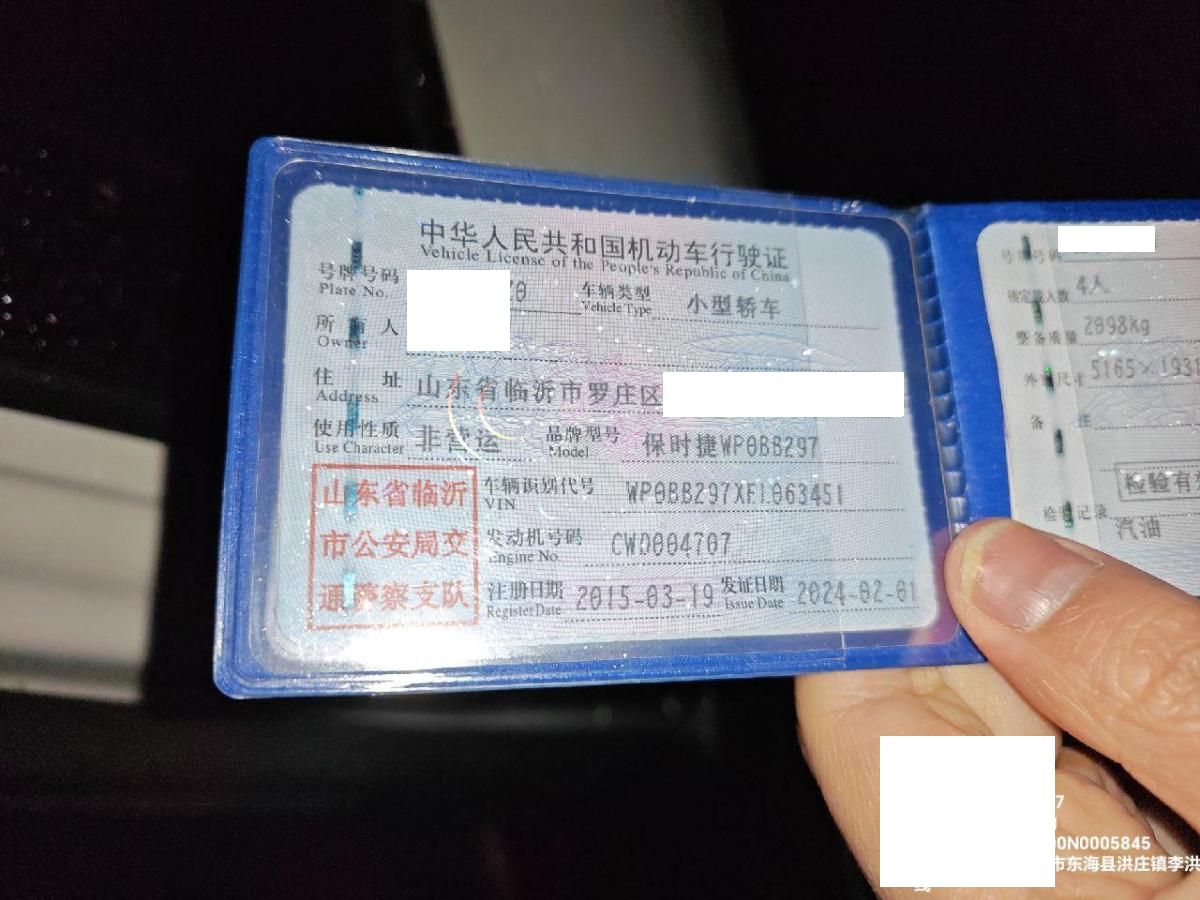 中华人民共和国机动车行驶证
Vehicle License of the People's Republic of China
号牌号码
Plate No.
车辆类型 小型轿车
Vehicle Type
所有人
Owner
住址 山东省临沂市罗庄区
Address
使用性质 非营运 品牌型号 保时捷WP0BB297
Use Character Model
山东省临沂
市公安局交
通警察支队
车辆识别代号 WP0BB297XFL063451
VIN
发动机号码 CWD004707
Engine No.
注册日期 2015-03-19 发证日期 2024-02-01
Register Date Issue Date
号牌号码
核定载人数 4人
整备质量 2098kg
外廓尺寸 5165×1931
备注
检验有效
检验记录
汽油
7
0N0005845
市东海县洪庄镇李洪
线